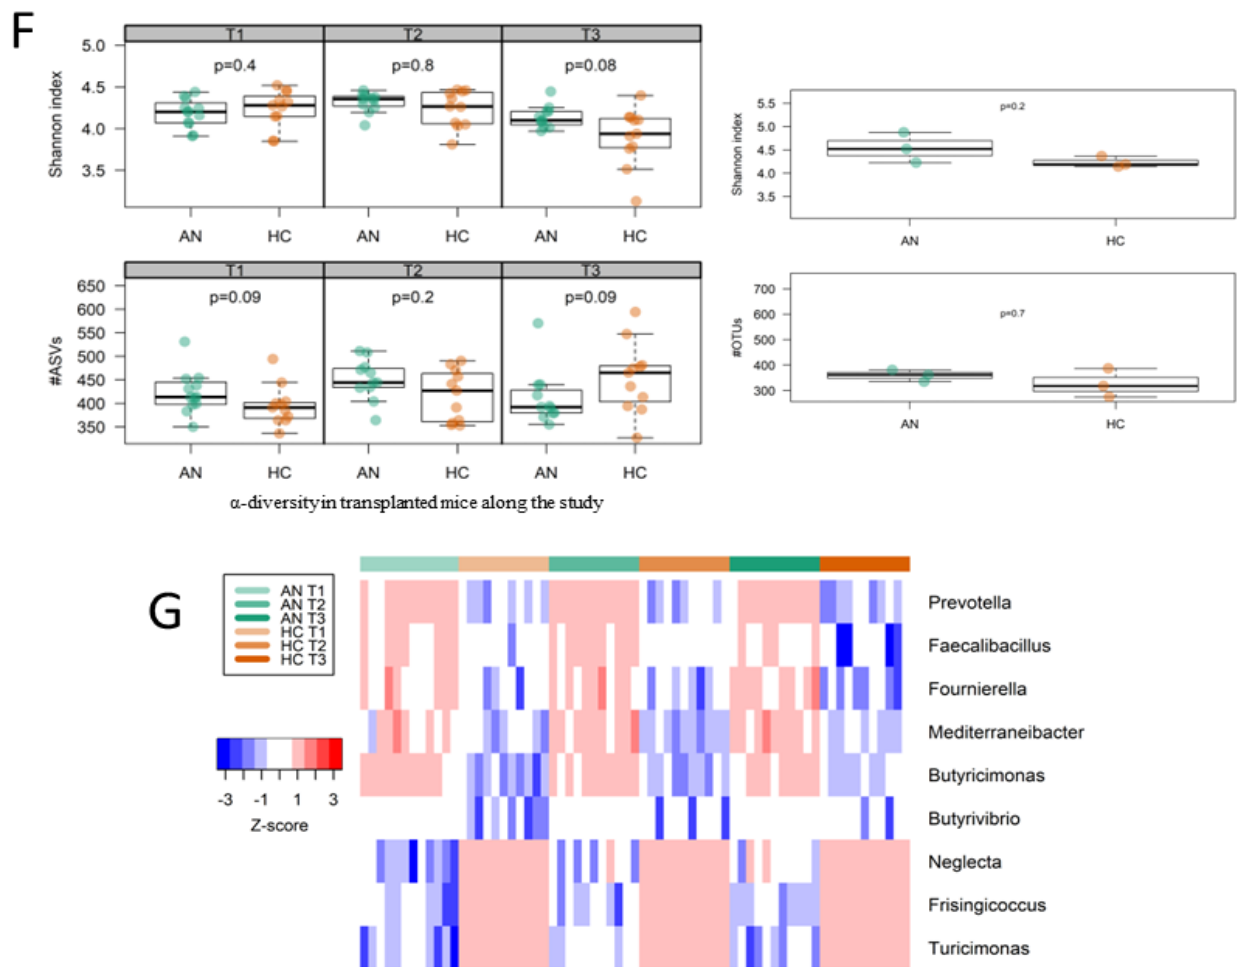 F
T1 T2 T3
5.0
4.5
4.0
3.5
Shannon index
p=0.4 p=0.8 p=0.08
AN HC AN HC AN HC
5.5
5.0
4.5
4.0
3.5
Shannon index
p=0.2
AN HC
T1 T2 T3
650
600
550
500
450
400
350
#ASVs
p=0.09 p=0.2 p=0.09
AN HC AN HC AN HC
700
600
400
300
#OTUs
p=0.7
AN HC
α-diversity in transplanted mice along the study
G
AN T1
AN T2
AN T3
HC T1
HC T2
HC T3
-3 -1 1 3
Z-score
Prevotella
Faecalibacillus
Fournierella
Mediterraneibacter
Butyricimonas
Butyrivibrio
Neglecta
Frisingicoccus
Turicimonas